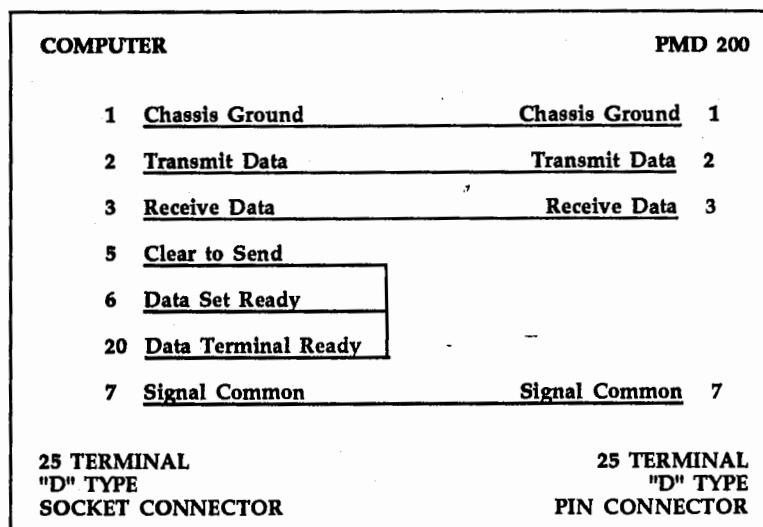 COMPUTER PMD 200
1 Chassis Ground Chassis Ground 1
2 Transmit Data Transmit Data 2
3 Receive Data Receive Data 3
5 Clear to Send
6 Data Set Ready
20 Data Terminal Ready
7 Signal Common Signal Common 7
25 TERMINAL 25 TERMINAL
"D" TYPE "D" TYPE
SOCKET CONNECTOR PIN CONNECTOR